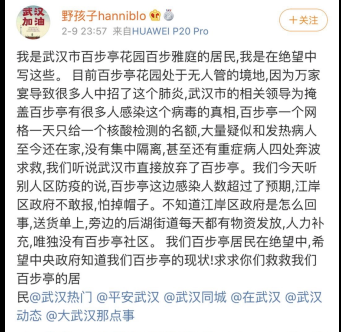 武汉
加油
野孩子hanniblo
2-9 23:57 来自HUAWEI P20 Pro
+关注
我是武汉市百步亭花园百步雅庭的居民,我是在绝望中
写这些。 目前百步亭花园处于无人管的境地,因为万家
宴导致很多人中招了这个肺炎,武汉市的相关领导为掩
盖百步亭有很多人感染这个病毒的真相,百步亭一个网
格一天只给一个核酸检测的名额,大量疑似和发热病人
至今还在家,没有集中隔离,甚至还有重症病人四处奔波
求救,我们听说武汉市直接放弃了百步亭。我们今天听
别人区防疫的说,百步亭这边感染人数超过了预期,江岸
区政府不敢报,怕掉帽子。不知道江岸区政府是怎么回
事,送货单上,旁边的后湖街道每天都有物资发放,人力补
充,唯独没有百步亭社区。 我们百步亭居民在绝望中,希
望中央政府知道我们百步亭的现状!求求你们救救我们
百步亭的居
民@武汉热门 @平安武汉 @武汉同城 @在武汉 @武汉
动态 @大武汉那点事